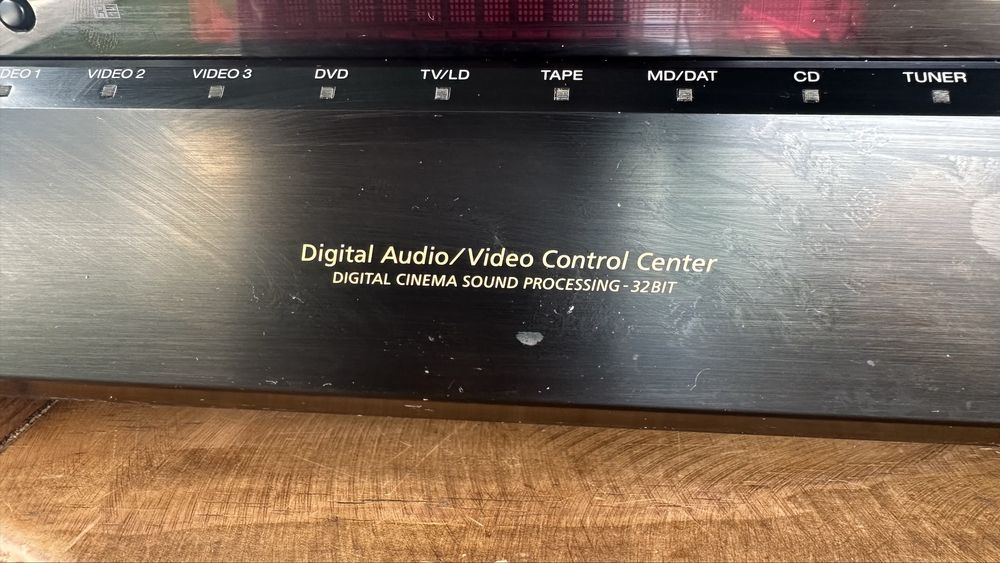 VIDEO 2 VIDEO 3 DVD TV/LD TAPE MD/DAT CD TUNER
Digital Audio/Video Control Center
DIGITAL CINEMA SOUND PROCESSING-32BIT